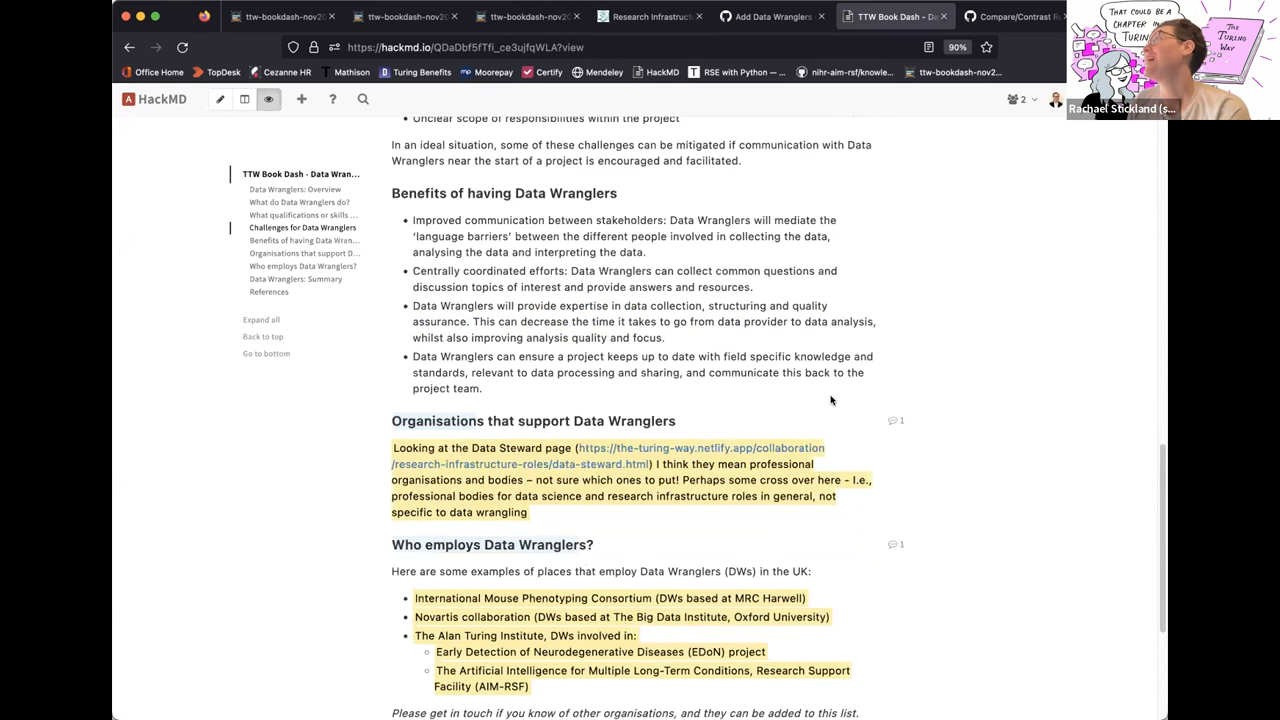 ttw-bookdash-nov20
ttw-bookdash-nov20
ttw-bookdash-nov20
Research Infrastruc
Add Data Wranglers
TTW Book Dash - Da
Compare/Contrast R
https://hackmd.io/
90%
Office Home
TopDesk
Cezanne HR
Mathison
Turing Benefits
Moorepay
Certify
Mendeley
HackMD
RSE with Python —…
nihr-aim-rsf/knowle…
ttw-bookdash-nov2…
THAT COULD BE A
CHAPTER IN
TURING
THE
TURING
WAY
Rachael Stickland (s…
HackMD
2
TTW Book Dash - Data Wran…
Data Wranglers: Overview
What do Data Wranglers do?
What qualifications or skills …
Challenges for Data Wranglers
Benefits of having Data Wran…
Organisations that support D…
Who employs Data Wranglers?
Data Wranglers: Summary
References
Expand all
Back to top
Go to bottom
• Unclear scope of responsibilities within the project
In an ideal situation, some of these challenges can be mitigated if communication with Data
Wranglers near the start of a project is encouraged and facilitated.
Benefits of having Data Wranglers
• Improved communication between stakeholders: Data Wranglers will mediate the
‘language barriers’ between the different people involved in collecting the data,
analysing the data and interpreting the data.
• Centrally coordinated efforts: Data Wranglers can collect common questions and
discussion topics of interest and provide answers and resources.
• Data Wranglers will provide expertise in data collection, structuring and quality
assurance. This can decrease the time it takes to go from data provider to data analysis,
whilst also improving analysis quality and focus.
• Data Wranglers can ensure a project keeps up to date with field specific knowledge and
standards, relevant to data processing and sharing, and communicate this back to the
project team.
Organisations that support Data Wranglers
1
Looking at the Data Steward page (https://the-turing-way.netlify.app/collaboration
/research-infrastructure-roles/data-steward.html) I think they mean professional
organisations and bodies – not sure which ones to put! Perhaps some cross over here - I.e.,
professional bodies for data science and research infrastructure roles in general, not
specific to data wrangling
Who employs Data Wranglers?
1
Here are some examples of places that employ Data Wranglers (DWs) in the UK:
• International Mouse Phenotyping Consortium (DWs based at MRC Harwell)
• Novartis collaboration (DWs based at The Big Data Institute, Oxford University)
• The Alan Turing Institute, DWs involved in:
◦ Early Detection of Neurodegenerative Diseases (EDoN) project
◦ The Artificial Intelligence for Multiple Long-Term Conditions, Research Support
Facility (AIM-RSF)
Please get in touch if you know of other organisations, and they can be added to this list.